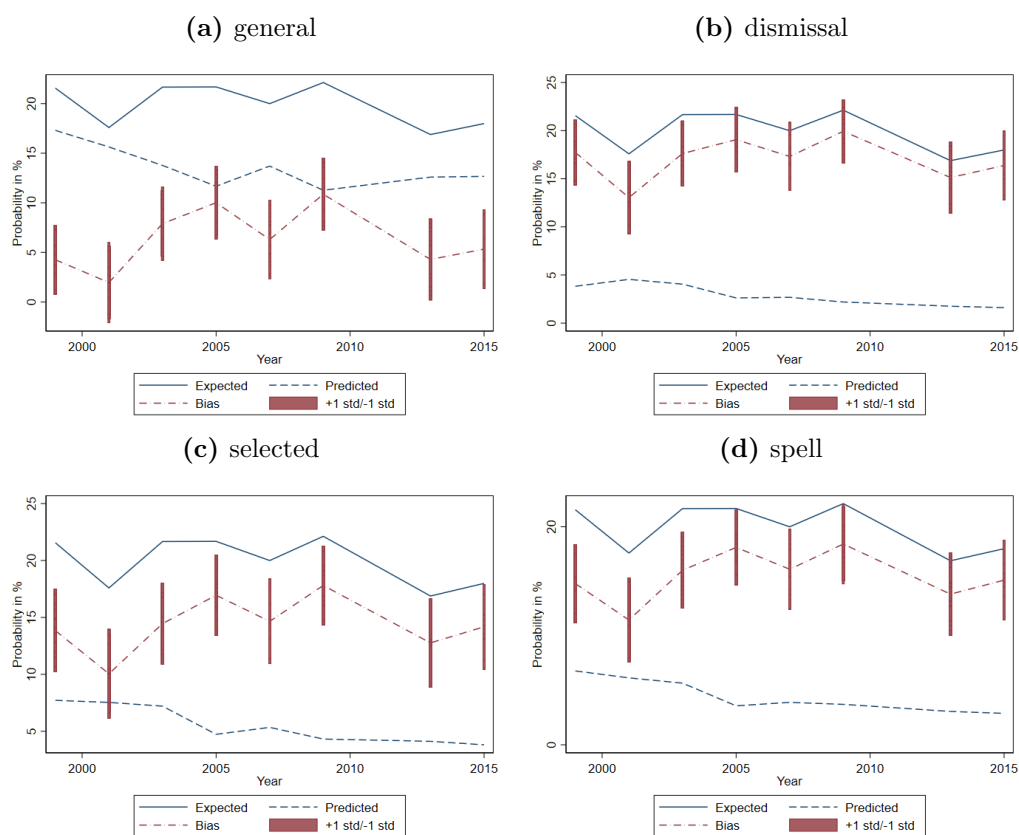 (a) general
(b) dismissal
Probability in %
0 5 10 15 20
2000 2005 2010 2015
Year
Expected Predicted
Bias +1 std/-1 std
Probability in %
0 5 10 15 20 25
2000 2005 2010 2015
Year
Expected Predicted
Bias +1 std/-1 std
(c) selected
(d) spell
Probability in %
5 10 15 20 25
2000 2005 2010 2015
Year
Expected Predicted
Bias +1 std/-1 std
Probability in %
0 20
2000 2005 2010 2015
Year
Expected Predicted
Bias +1 std/-1 std